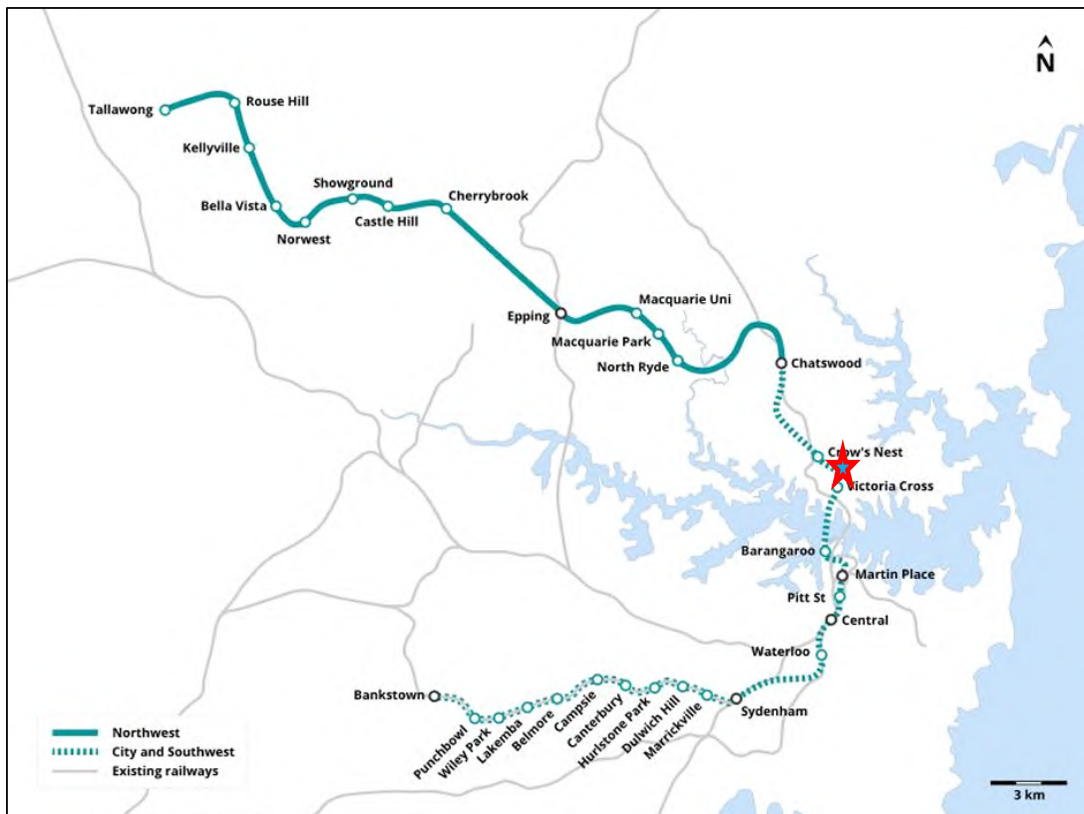 N
Tallawong
Rouse Hill
Kellyville
Showground
Cherrybrook
Bella Vista
Castle Hill
Norwest
Epping
Macquarie Uni
Macquarie Park
North Ryde
Chatswood
Crow's Nest
Victoria Cross
Barangaroo
Martin Place
Pitt St
Central
Waterloo
Bankstown
Sydenham
Punchbowl
Wiley Park
Lakemba
Belmore
Campsie
Canterbury
Hurlstone Park
Dulwich Hill
Marrickville
Northwest
City and Southwest
Existing railways
3 km